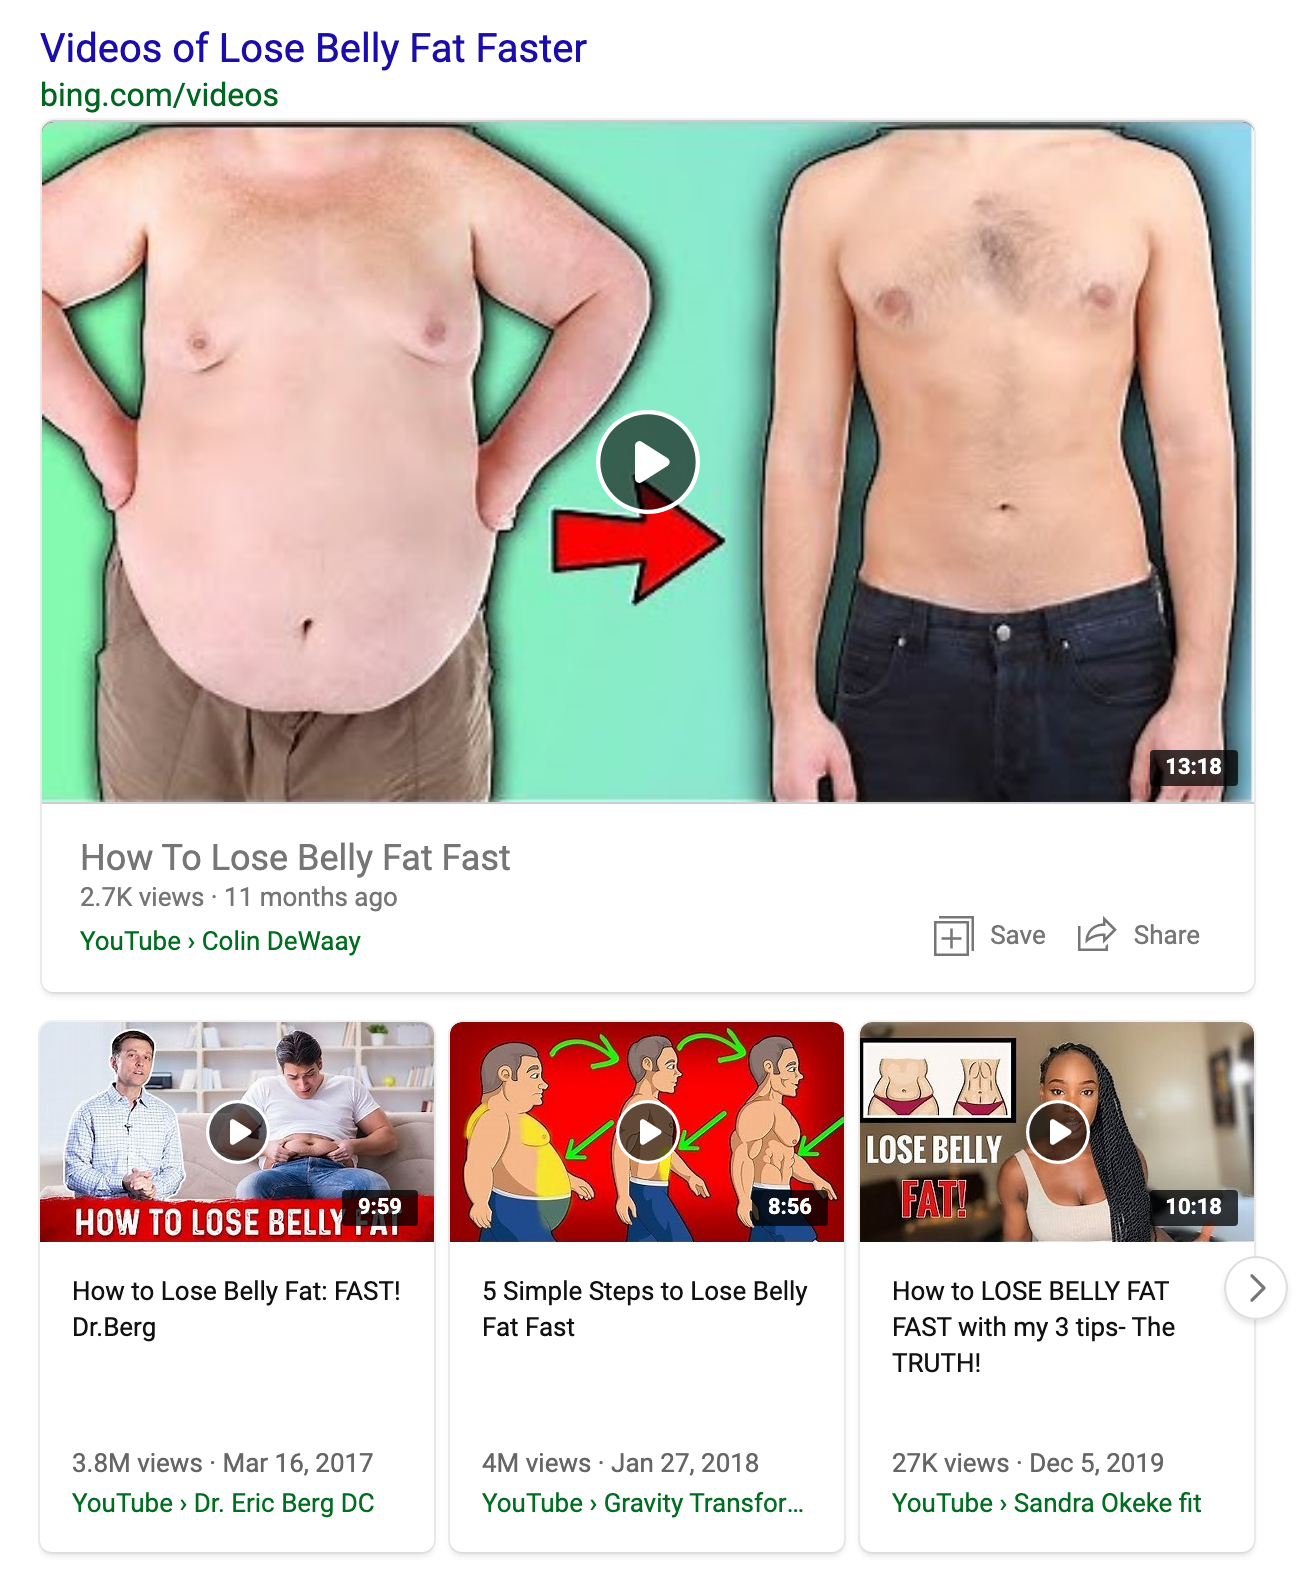 Videos of Lose Belly Fat Faster
bing.com/videos
13:18
How To Lose Belly Fat Fast
2.7K views · 11 months ago
YouTube › Colin DeWaay
Save
Share
9:59
HOW TO LOSE BELLY FAT
How to Lose Belly Fat: FAST!
Dr.Berg
3.8M views · Mar 16, 2017
YouTube › Dr. Eric Berg DC
8:56
5 Simple Steps to Lose Belly
Fat Fast
4M views · Jan 27, 2018
YouTube › Gravity Transfor...
LOSE BELLY
FAT!
10:18
How to LOSE BELLY FAT
FAST with my 3 tips- The
TRUTH!
27K views · Dec 5, 2019
YouTube › Sandra Okeke fit